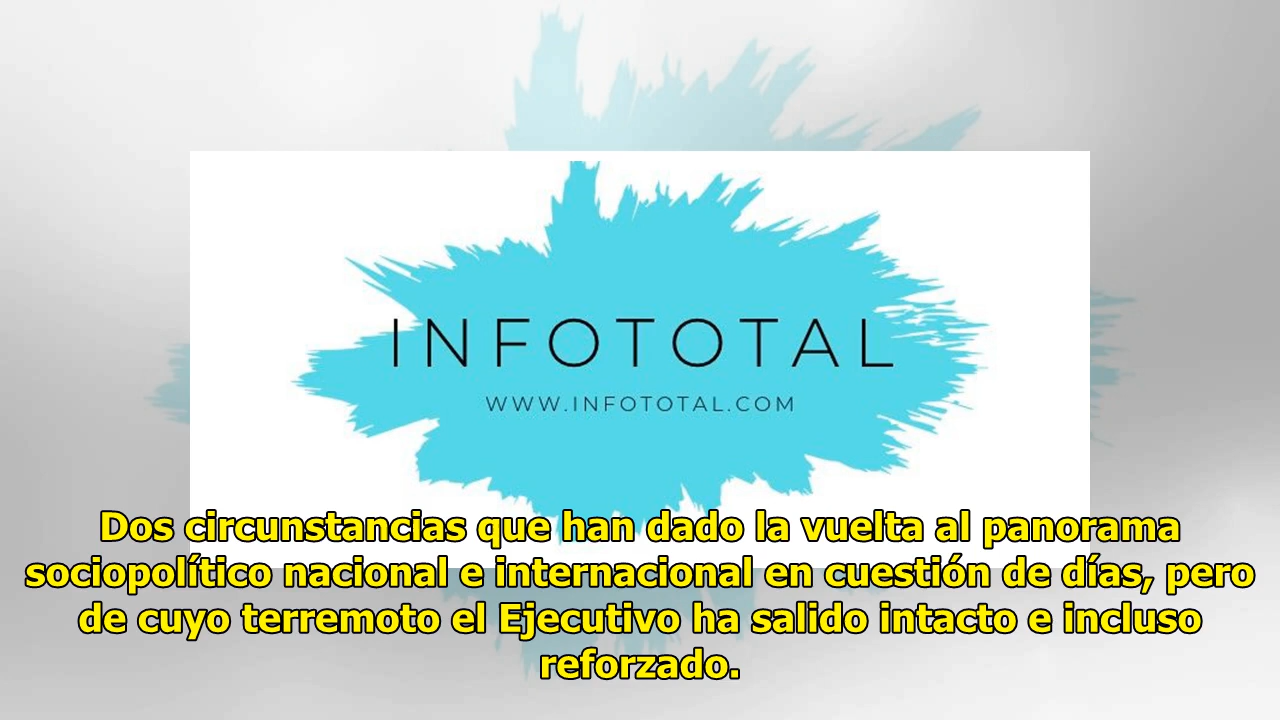 INFOTOTAL
WWW.INFOTOTAL.COM
Dos circunstancias que han dado la vuelta al panorama
sociopolítico nacional e internacional en cuestión de días, pero
de cuyo terremoto el Ejecutivo ha salido intacto e incluso
reforzado.